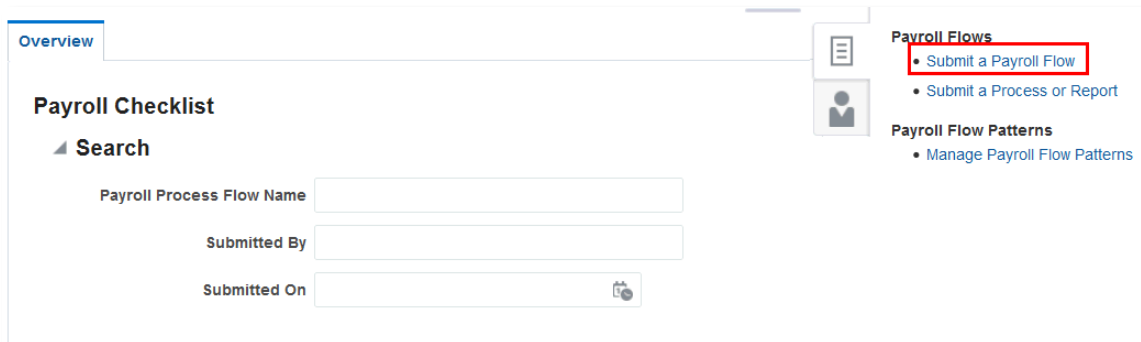 Overview
Payroll Checklist
Search
Payroll Process Flow Name
Submitted By
Submitted On
Payroll Flows
Submit a Payroll Flow
Submit a Process or Report
Payroll Flow Patterns
Manage Payroll Flow Patterns